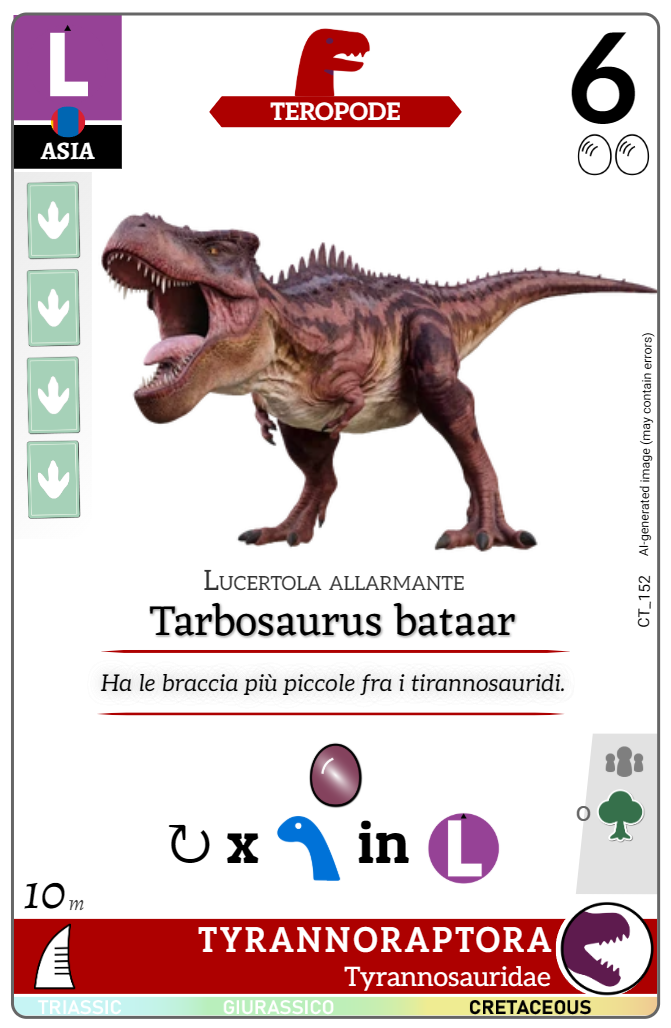 L
ASIA
TEROPODE
6
AI-generated image (may contain errors)
CT_152
Lucertola allarmante
Tarbosaurus bataar
Ha le braccia più piccole fra i tirannosauridi.
x in L
O
10 m
TYRANNORAPTORA
Tyrannosauridae
TRIASSIC GIURASSICO CRETACEOUS